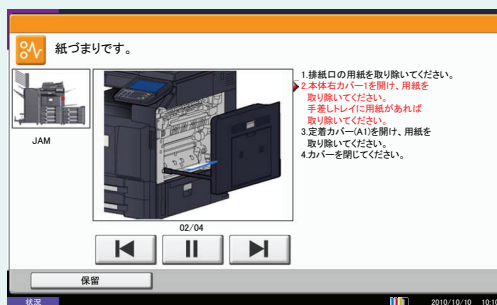 紙づまりです。
JAM
02/04
1.排紙口の用紙を取り除いてください。
2.本体右カバー1を開け、用紙を
取り除いてください。
手差しトレイに用紙があれば
取り除いてください。
3.定着カバー(A1)を開け、用紙を
取り除いてください。
4.カバーを閉じてください。
保留
状況
2010/10/10 10:10